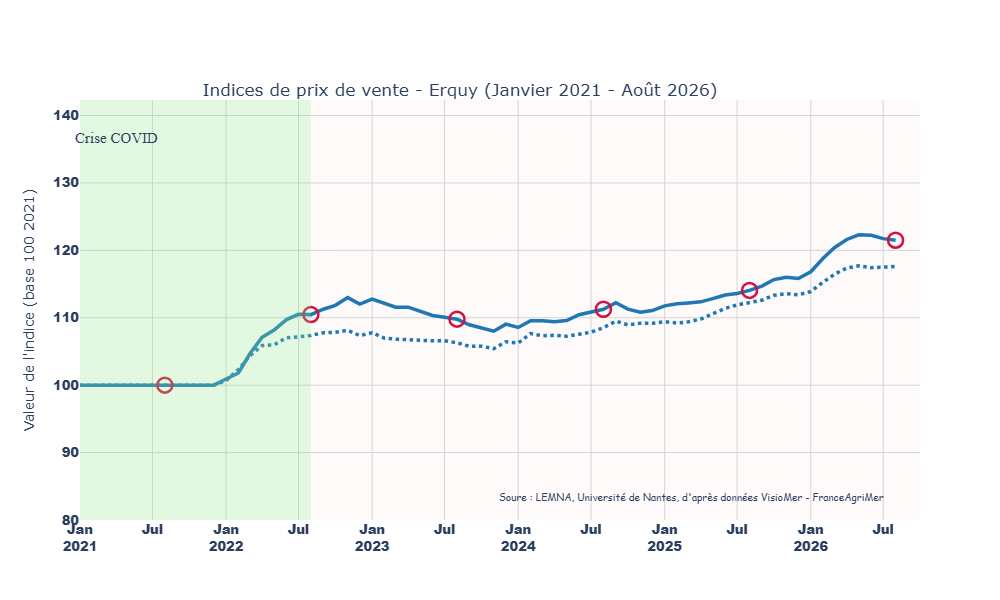 Indices de prix de vente - Erquy (Janvier 2021 - Août 2026)
Valeur de l'indice (base 100 2021)
140
130
120
110
100
90
80
Crise COVID
Soure : LEMNA, Université de Nantes, d'après données VisioMer - FranceAgriMer
Jan Jul Jan Jul Jan Jul Jan Jul Jan Jul Jan Jul
2021 2022 2023 2024 2025 2026